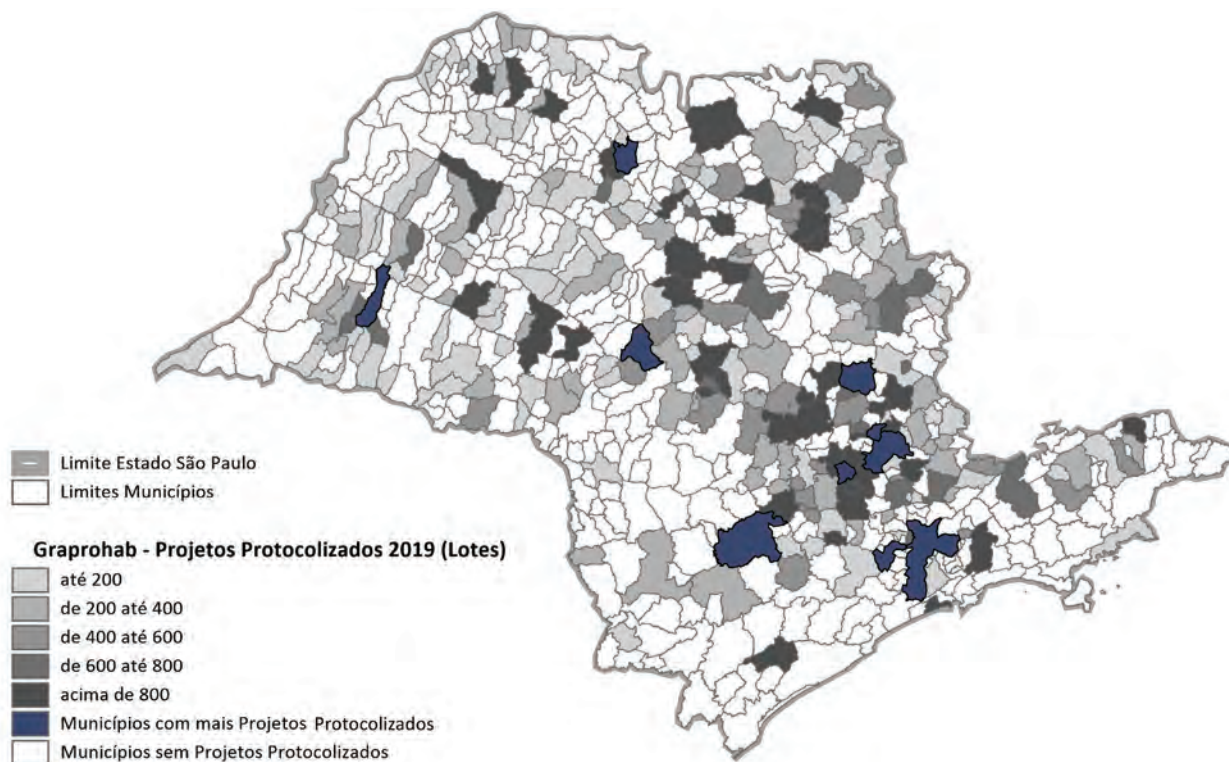 Limite Estado São Paulo
Limites Municípios
Graprohab - Projetos Protocolizados 2019 (Lotes)
até 200
de 200 até 400
de 400 até 600
de 600 até 800
acima de 800
Municípios com mais Projetos Protocolizados
Municípios sem Projetos Protocolizados